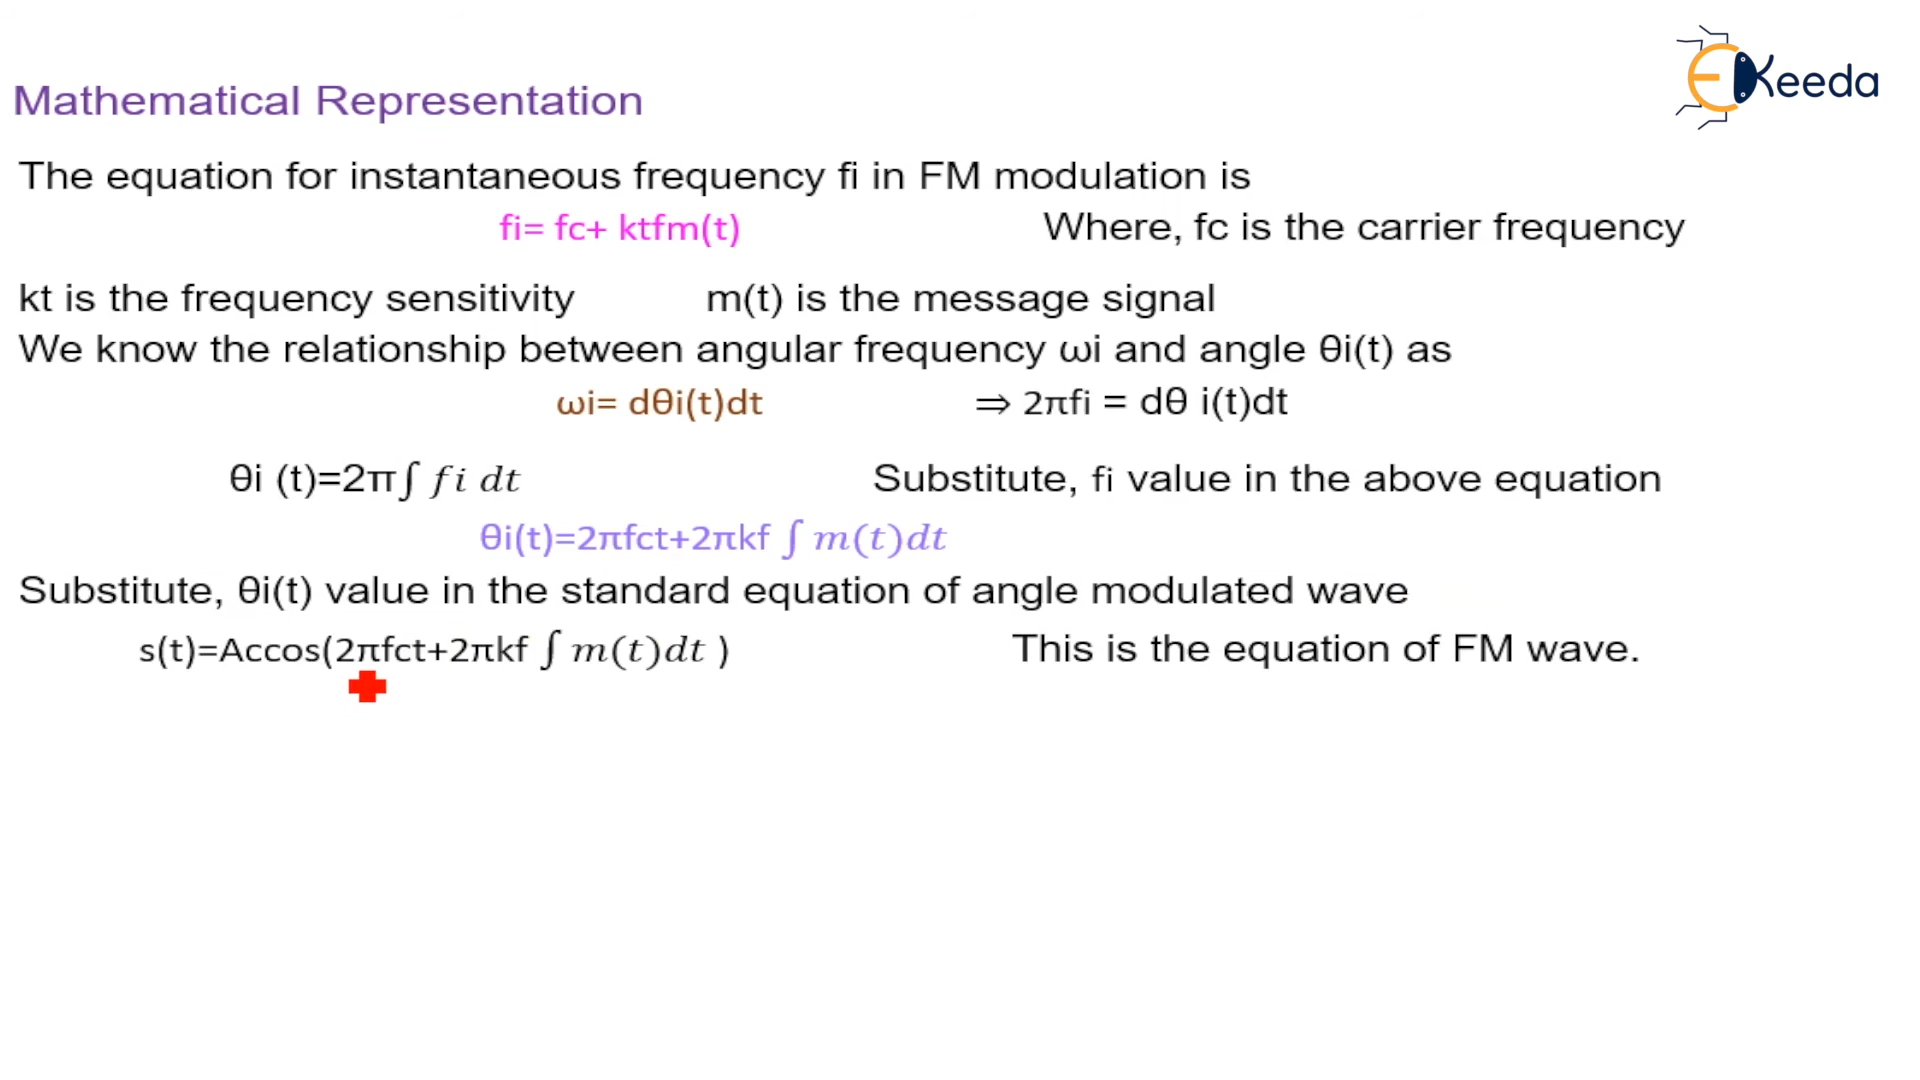 EKeeda
Mathematical Representation
The equation for instantaneous frequency fi in FM modulation is
fi= fc+ ktfm(t) Where, fc is the carrier frequency
kt is the frequency sensitivity m(t) is the message signal
We know the relationship between angular frequency ωi and angle θi(t) as
ωi= dθi(t)dt ⇒ 2πfi = dθ i(t)dt
θi (t)=2π∫ fi dt Substitute, fi value in the above equation
θi(t)=2πfct+2πkf ∫ m(t)dt
Substitute, θi(t) value in the standard equation of angle modulated wave
s(t)=Accos(2πfct+2πkf ∫ m(t)dt ) This is the equation of FM wave.